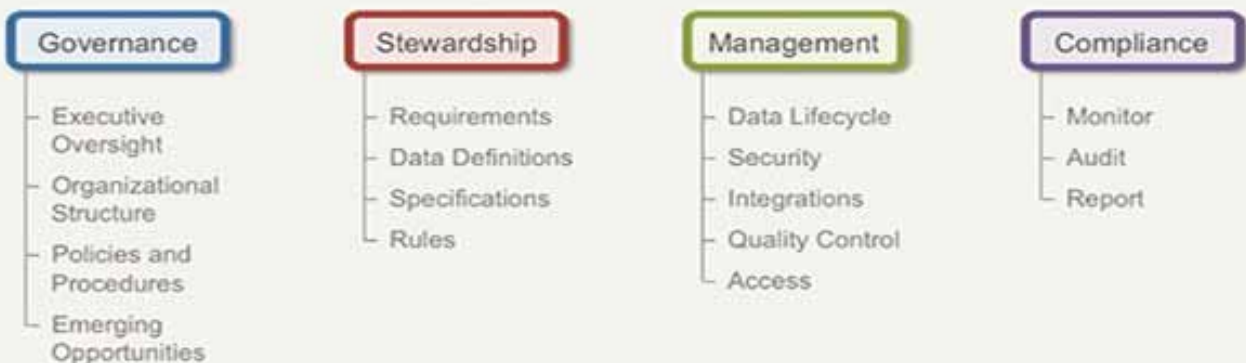 Governance
Executive
Oversight
Organizational
Structure
Policies and
Procedures
Emerging
Opportunities
Stewardship
Requirements
Data Definitions
Specifications
Rules
Management
Data Lifecycle
Security
Integrations
Quality Control
Access
Compliance
Monitor
Audit
Report